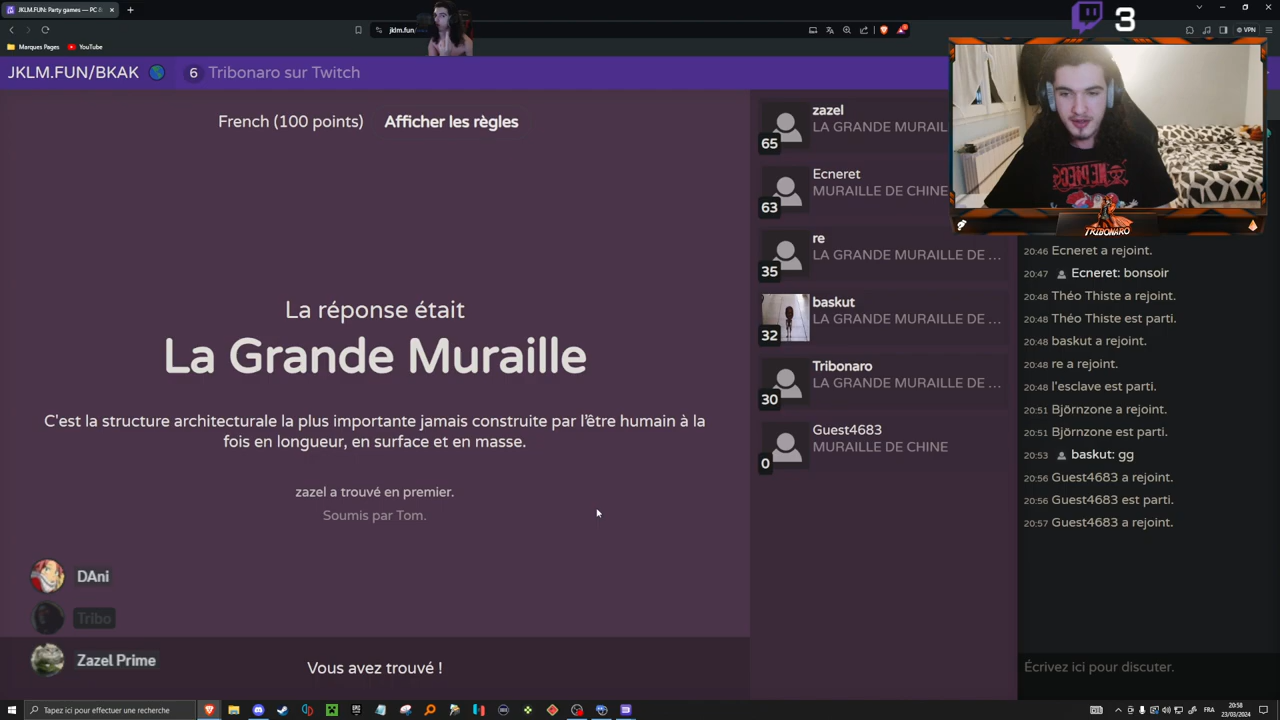 JKLM.FUN: Party games — PC B
3
jklm.fun/
VPN
Marques Pages
YouTube
JKLM.FUN/BKAK
6
Tribonaro sur Twitch
French (100 points)
Afficher les règles
La réponse était
La Grande Muraille
C'est la structure architecturale la plus importante jamais construite par l'être humain à la
fois en longueur, en surface et en masse.
zazel a trouvé en premier.
Soumis par Tom.
DAni
Tribo
Zazel Prime
Vous avez trouvé !
zazel
LA GRANDE MURAIL
65
Ecneret
MURAILLE DE CHINE
63
re
LA GRANDE MURAILLE DE ...
35
baskut
LA GRANDE MURAILLE DE ...
32
Tribonaro
LA GRANDE MURAILLE DE ...
30
Guest4683
MURAILLE DE CHINE
0
ONE PIECE
TRIBONARO
20:46 Ecneret a rejoint.
20:47 Ecneret: bonsoir
20:48 Théo Thiste a rejoint.
20:48 Théo Thiste est parti.
20:48 baskut a rejoint.
20:48 re a rejoint.
20:48 l'esclave est parti.
20:51 Björnzone a rejoint.
20:51 Björnzone est parti.
20:53 baskut: gg
20:56 Guest4683 a rejoint.
20:56 Guest4683 est parti.
20:57 Guest4683 a rejoint.
Écrivez ici pour discuter.
Tapez ici pour effectuer une recherche
FRA
20:58
23/03/2024